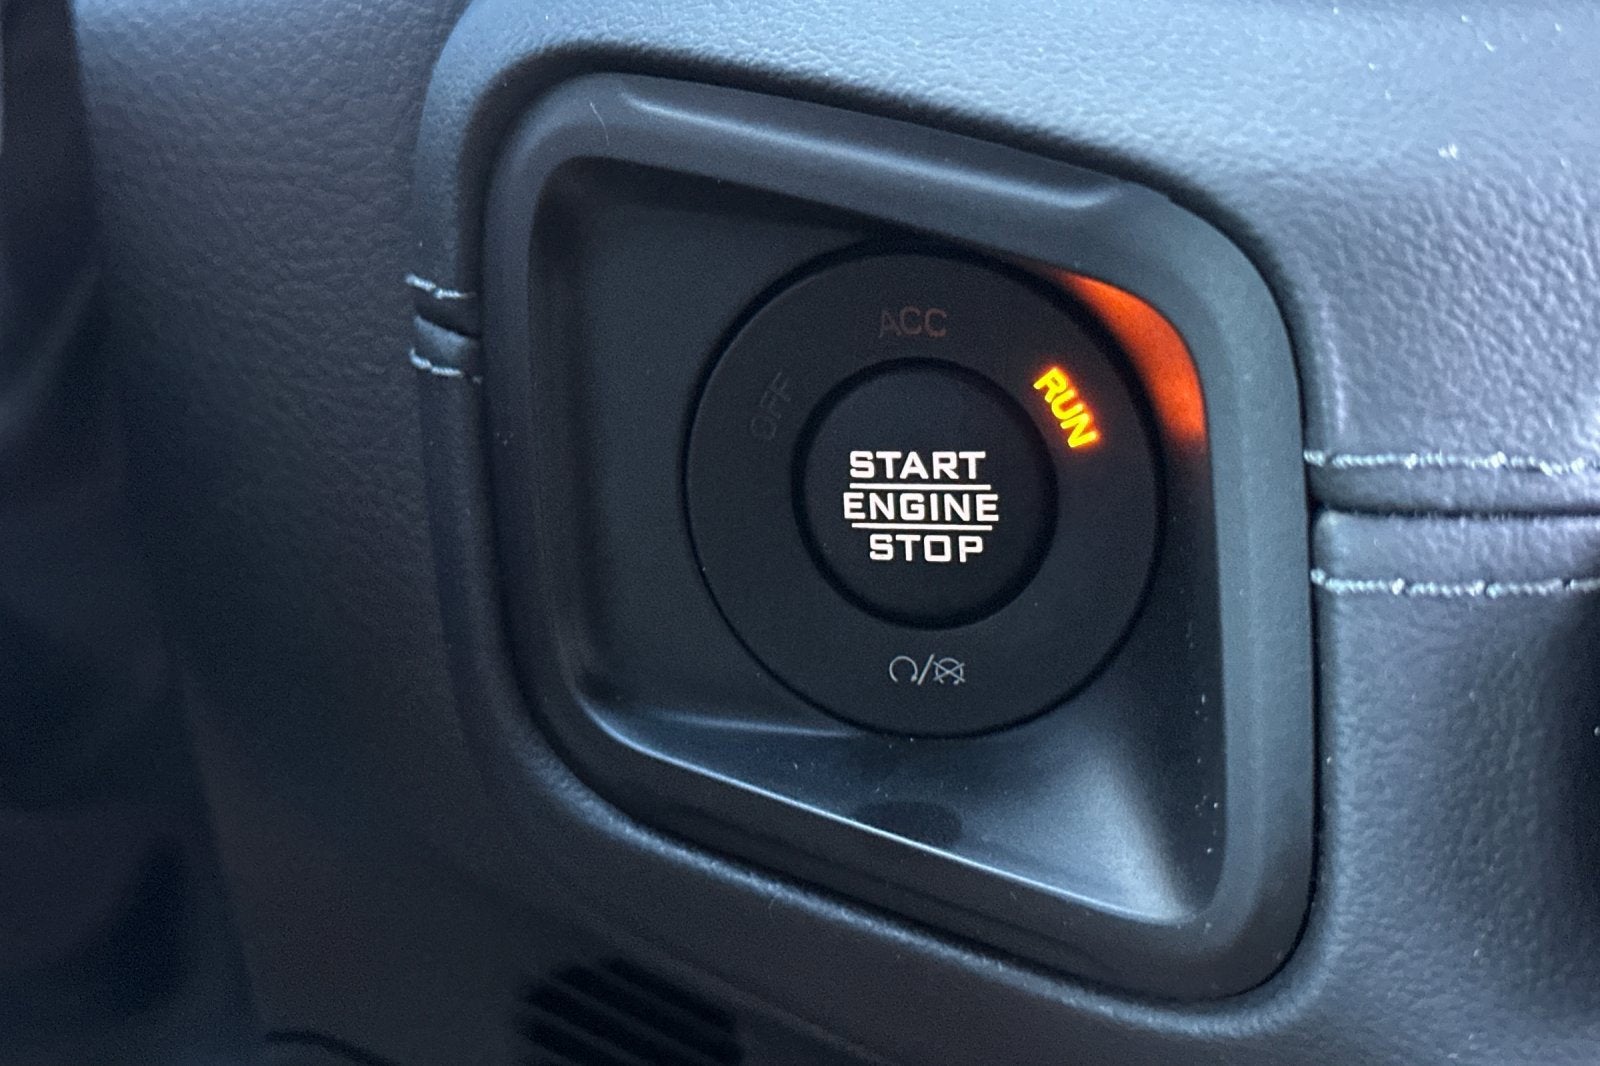 ACC
OFF
RUN
START
ENGINE
STOP